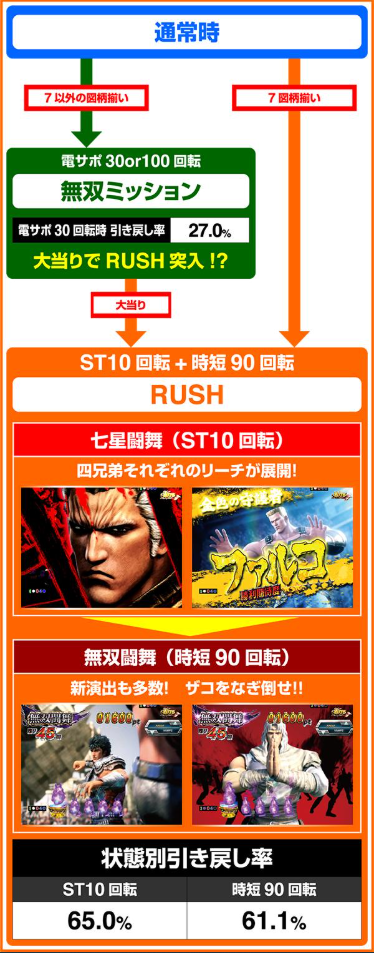 通常時
7以外の図柄揃い
7図柄揃い
電サポ30or100回転
無双ミッション
電サポ30回転時 引き戻し率
27.0%
大当りでRUSH突入!?
大当り
ST10回転+時短90回転
RUSH
七星闘舞（ST10回転）
四兄弟それぞれのリーチが展開!
金色の守護者
ファルコ
無双闘舞（時短90回転）
新演出も多数! ザコをなぎ倒せ!!
無双闘舞
無双闘舞
状態別引き戻し率
ST10回転
時短90回転
65.0%
61.1%